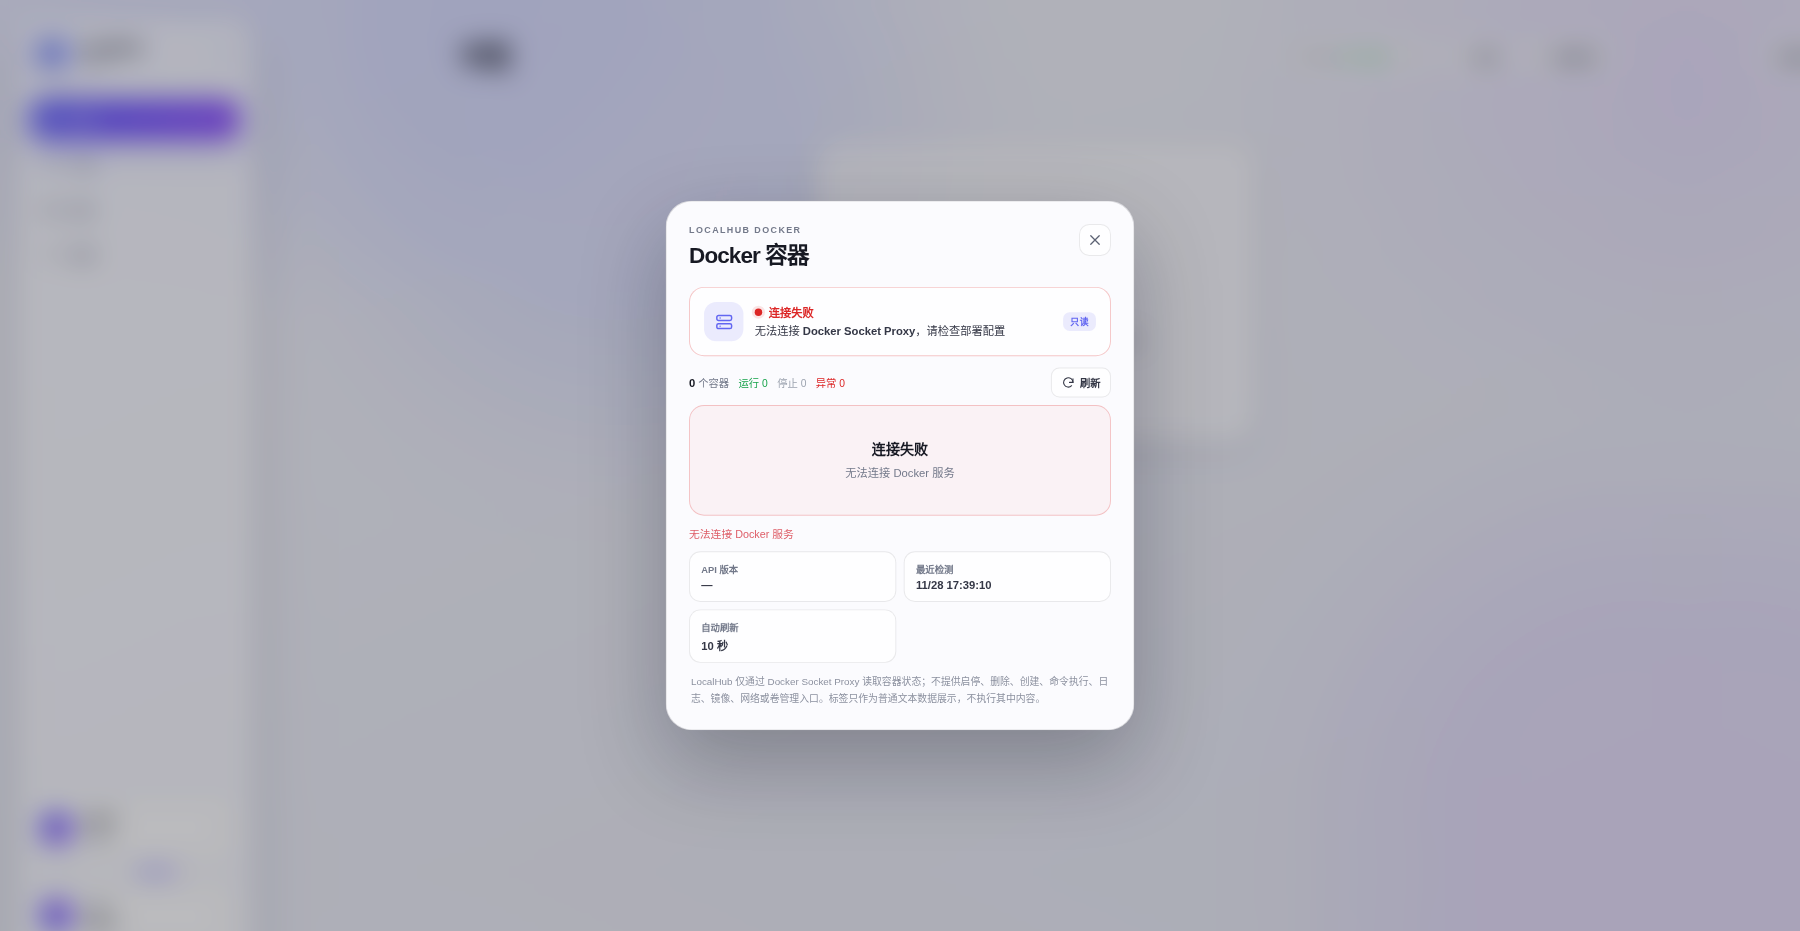 LOCALHUB DOCKER
Docker 容器
连接失败
无法连接 Docker Socket Proxy，请检查部署配置
只读
0 个容器 运行 0 停止 0 异常 0
刷新
连接失败
无法连接 Docker 服务
无法连接 Docker 服务
API 版本
—
最近检测
11/28 17:39:10
自动刷新
10 秒
LocalHub 仅通过 Docker Socket Proxy 读取容器状态；不提供启停、删除、创建、命令执行、日
志、镜像、网络或卷管理入口。标签只作为普通文本数据展示，不执行其中内容。